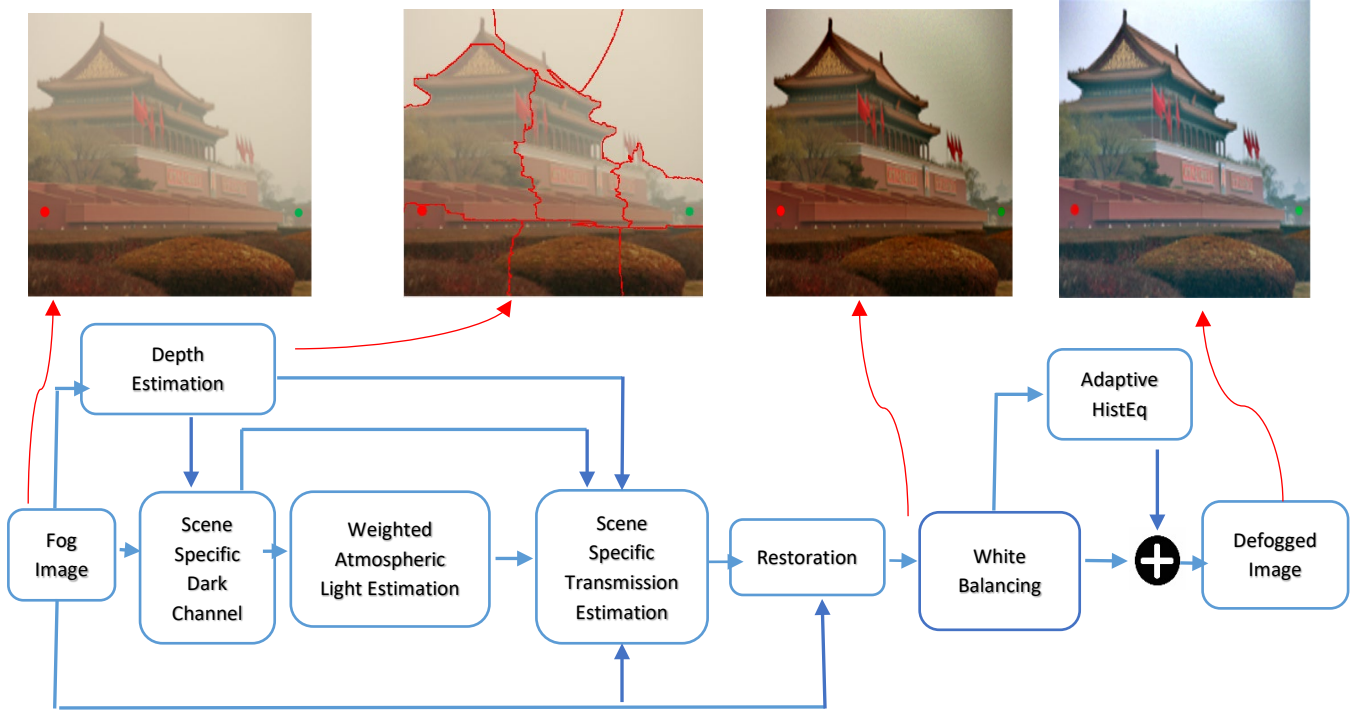 Depth
Estimation
Adaptive
HistEq
Fog
Image
Scene
Specific
Dark
Channel
Weighted
Atmospheric
Light Estimation
Scene
Specific
Transmission
Estimation
Restoration
White
Balancing
Defogged
Image